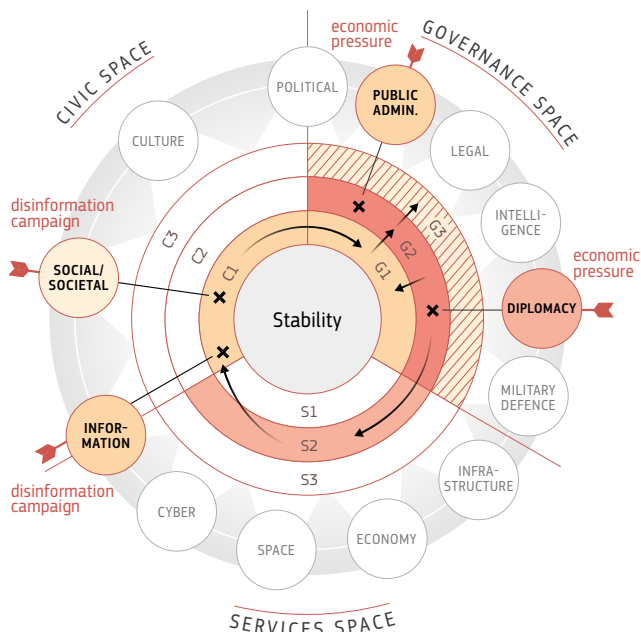 economic
pressure
GOVERNANCE SPACE
CIVIC SPACE
POLITICAL
PUBLIC
ADMIN.
CULTURE
LEGAL
disinformation
campaign
INTELLI-
GENCE
C3
C2
C1
G1
G2
G3
economic
pressure
SOCIAL/
SOCIETAL
DIPLOMACY
Stability
MILITARY
DEFENCE
S1
S2
S3
INFOR-
MATION
disinformation
campaign
INFRA-
STRUCTURE
CYBER
SPACE
ECONOMY
SERVICES SPACE